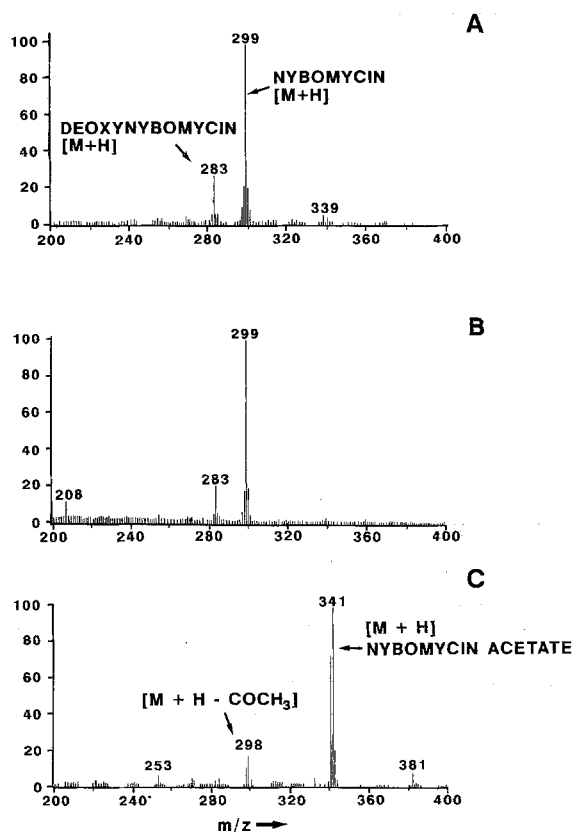 A
299
100
NYBOMYCIN
[M+H]
80
60
DEOXYNYBOMYCIN
[M+H]
40
283
20
339
0
200 240 280 320 360 400
B
299
100
80
60
40
283
20
208
0
200 240 280 320 360 400
C
341
100
[M + H]
NYBOMYCIN ACETATE
80
60
[M + H - COCH₃]
40
298
20
253
381
0
200 240 280 320 360 400
m/z